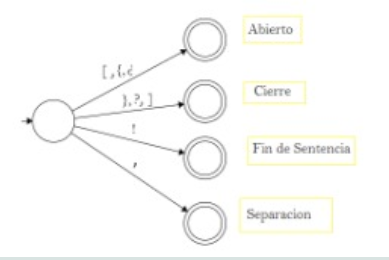 Abierto
[ , {, ¿
Cierre
}, ?, ]
!
Fin de Sentencia
,
Separacion